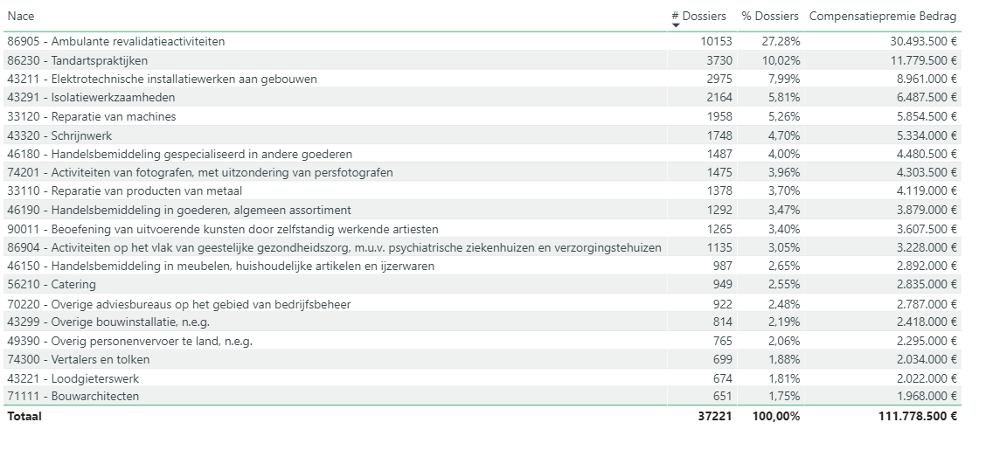 Nace # Dossiers % Dossiers Compensatiepremie Bedrag
86905 - Ambulante revalidatieactiviteiten 10153 27,28% 30.493.500 €
86230 - Tandartspraktijken 3730 10,02% 11.779.500 €
43211 - Elektrotechnische installatiewerken aan gebouwen 2975 7,99% 8.961.000 €
43291 - Isolatiewerkzaamheden 2164 5,81% 6.487.500 €
33120 - Reparatie van machines 1958 5,26% 5.854.500 €
43320 - Schrijnwerk 1748 4,70% 5.334.000 €
46180 - Handelsbemiddeling gespecialiseerd in andere goederen 1487 4,00% 4.480.500 €
74201 - Activiteiten van fotografen, met uitzondering van persfotografen 1475 3,96% 4.303.500 €
33110 - Reparatie van producten van metaal 1378 3,70% 4.119.000 €
46190 - Handelsbemiddeling in goederen, algemeen assortiment 1292 3,47% 3.879.000 €
90011 - Beoefening van uitvoerende kunsten door zelfstandig werkende artiesten 1265 3,40% 3.607.500 €
86904 - Activiteiten op het vlak van geestelijke gezondheidszorg, m.u.v. psychiatrische ziekenhuizen en verzorgingstehuizen 1135 3,05% 3.228.000 €
46150 - Handelsbemiddeling in meubelen, huishoudelijke artikelen en ijzerwaren 987 2,65% 2.892.000 €
56210 - Catering 949 2,55% 2.835.000 €
70220 - Overige adviesbureaus op het gebied van bedrijfsbeheer 922 2,48% 2.787.000 €
43299 - Overige bouwinstallatie, n.e.g. 814 2,19% 2.418.000 €
49390 - Overig personenvervoer te land, n.e.g. 765 2,06% 2.295.000 €
74300 - Vertalers en tolken 699 1,88% 2.034.000 €
43221 - Loodgieterswerk 674 1,81% 2.022.000 €
71111 - Bouwarchitecten 651 1,75% 1.968.000 €
Totaal 37221 100,00% 111.778.500 €